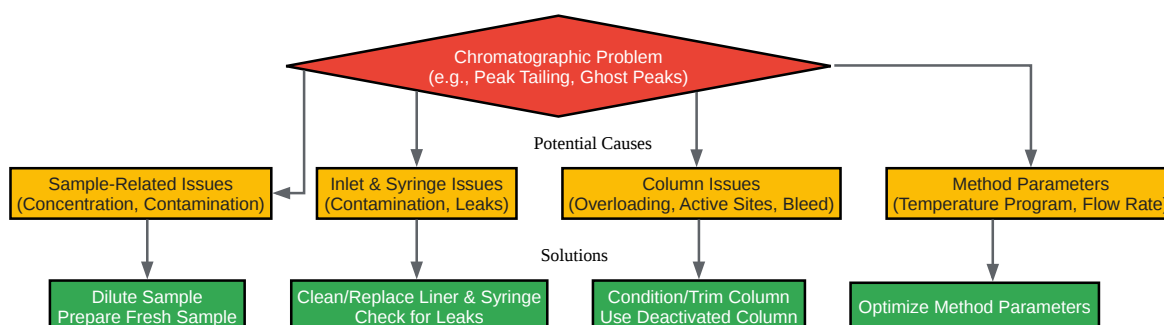 Chromatographic Problem
(e.g., Peak Tailing, Ghost Peaks)
Potential Causes
Sample-Related Issues
(Concentration, Contamination)
Inlet & Syringe Issues
(Contamination, Leaks)
Column Issues
(Overloading, Active Sites, Bleed)
Method Parameters
(Temperature Program, Flow Rate)
Solutions
Dilute Sample
Prepare Fresh Sample
Clean/Replace Liner & Syringe
Check for Leaks
Condition/Trim Column
Use Deactivated Column
Optimize Method Parameters